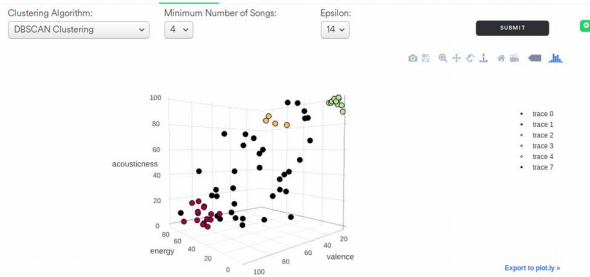 Clustering Algorithm: Minimum Number of Songs: Epsilon:
DBSCAN Clustering 4 14 SUBMIT
100
80
60
40
20
0
acousticness
80
60
40
20
0
energy
100
80
60
40
20
valence
trace 0
trace 1
trace 2
trace 3
trace 4
trace 7
Export to plot.ly »